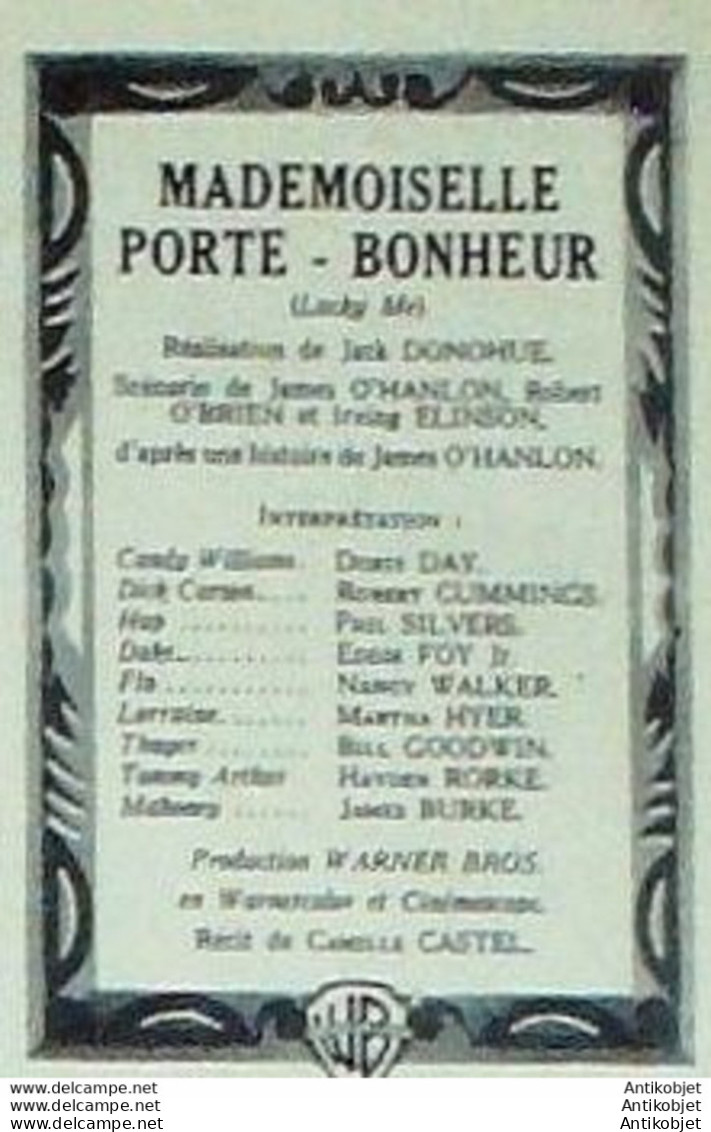 MADEMOISELLE
PORTE - BONHEUR
(Lucky Me)
Réalisation de Jack DONOHUE.
Scénario de James O'HANLON, Robert
O'BRIEN et Irving ELINSON,
d'après une histoire de James O'HANLON.
INTERPRÉTATION :
Candy Williams. DORIS DAY.
Dick Carson..... ROBERT CUMMINGS.
Hap ........... PHIL SILVERS.
Duke........... EDDIE FOY Jr
Flo ............ NANCY WALKER.
Lorraine....... MARTHA HYER.
Thayer ........ BILL GOODWIN.
Tommy Arthur HAYDEN RORKE.
...... JAMES BURKE.
Production WARNER BROS.
en Warnercolor et Cinémascope.
Récit de CAMILLE CASTEL.
WB
https://www.delcampe.net Antikobjet
https://www.delcampe.net Antikobjet
https://www.delcampe.net Antikobjet